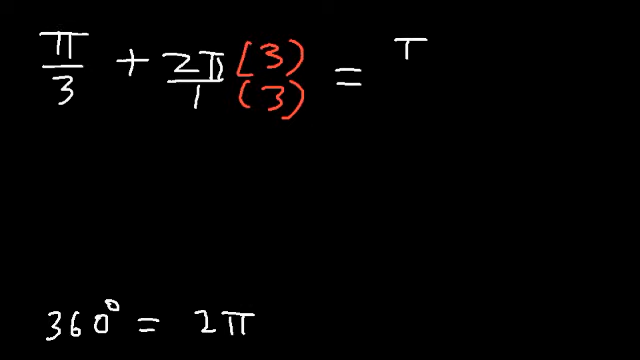 π/3 + 2π/1 (3)/(3) = T
360° = 2π